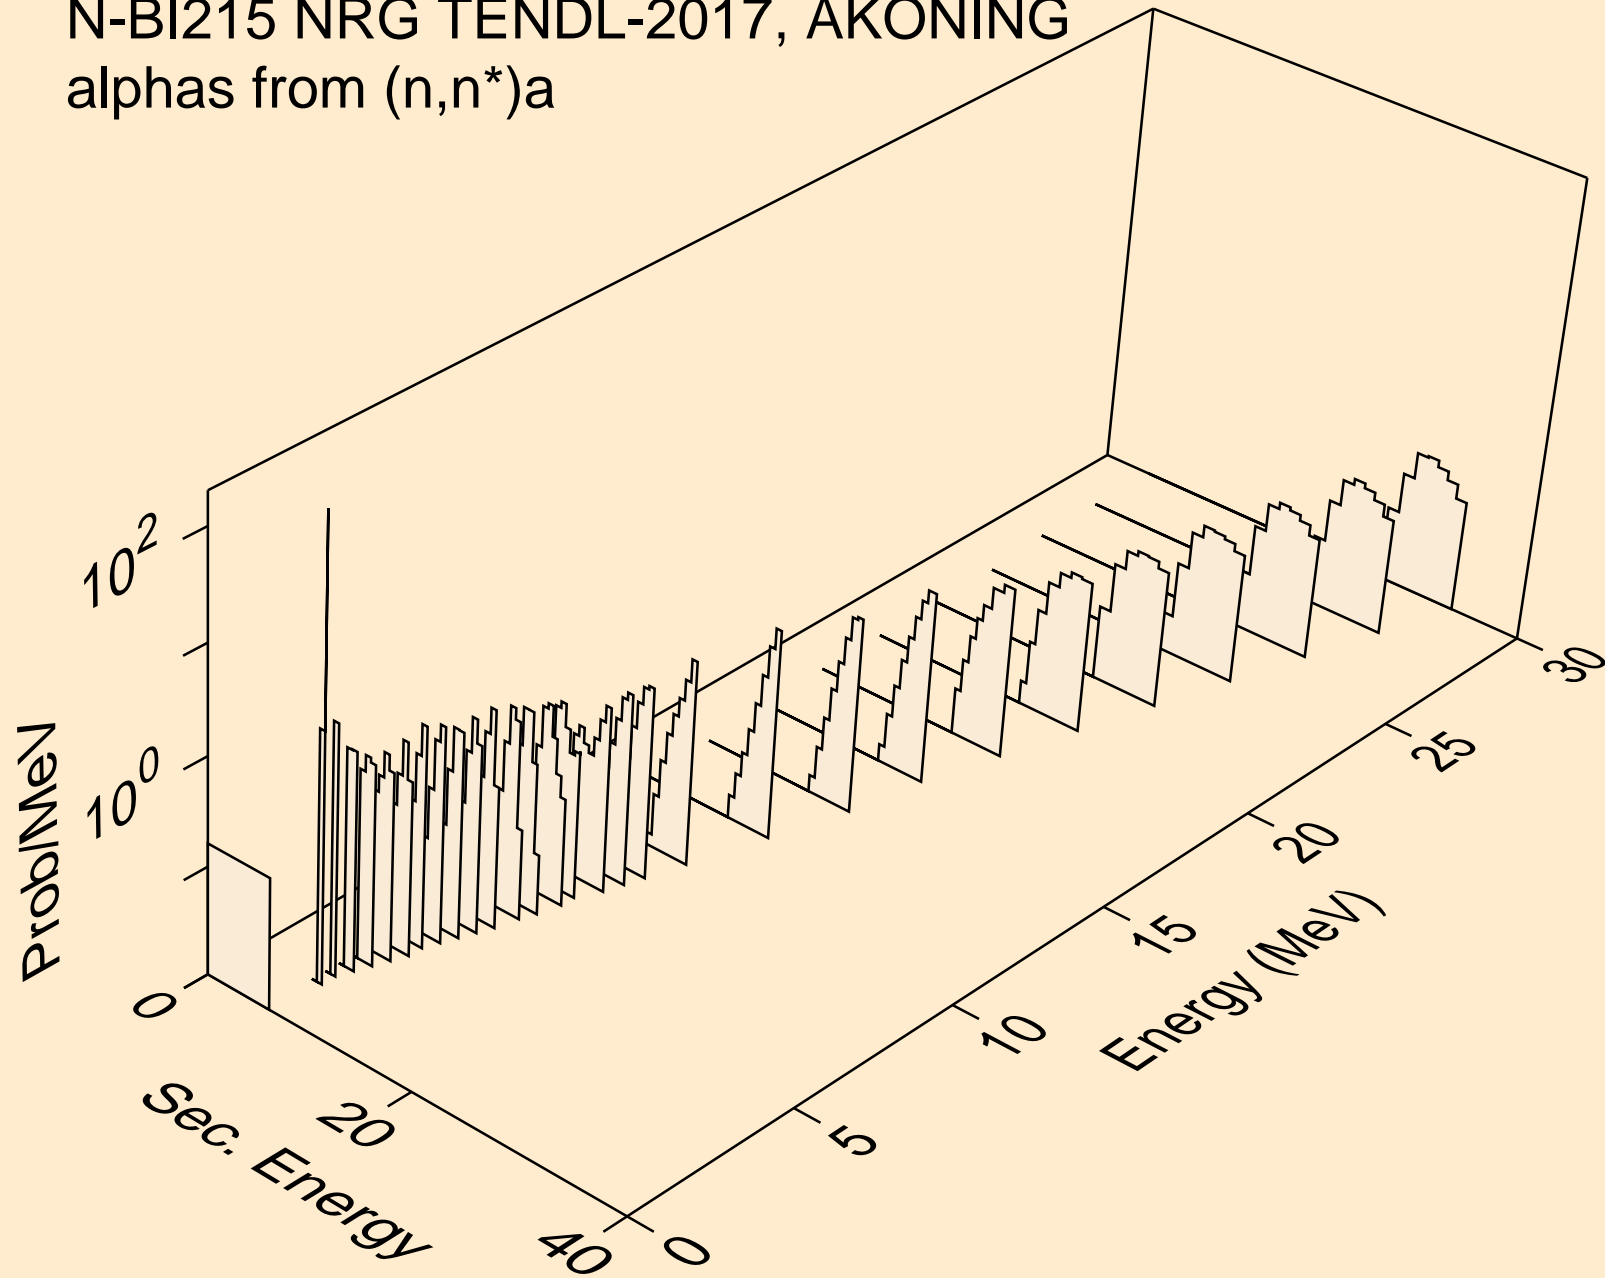 N-BI215 NRG TENDL-2017, AKONING
alphas from (n,n*)a
10^2
10^0
Prob/MeV
0
20
40
Sec. Energy
0
5
10
15
20
25
30
Energy (MeV)